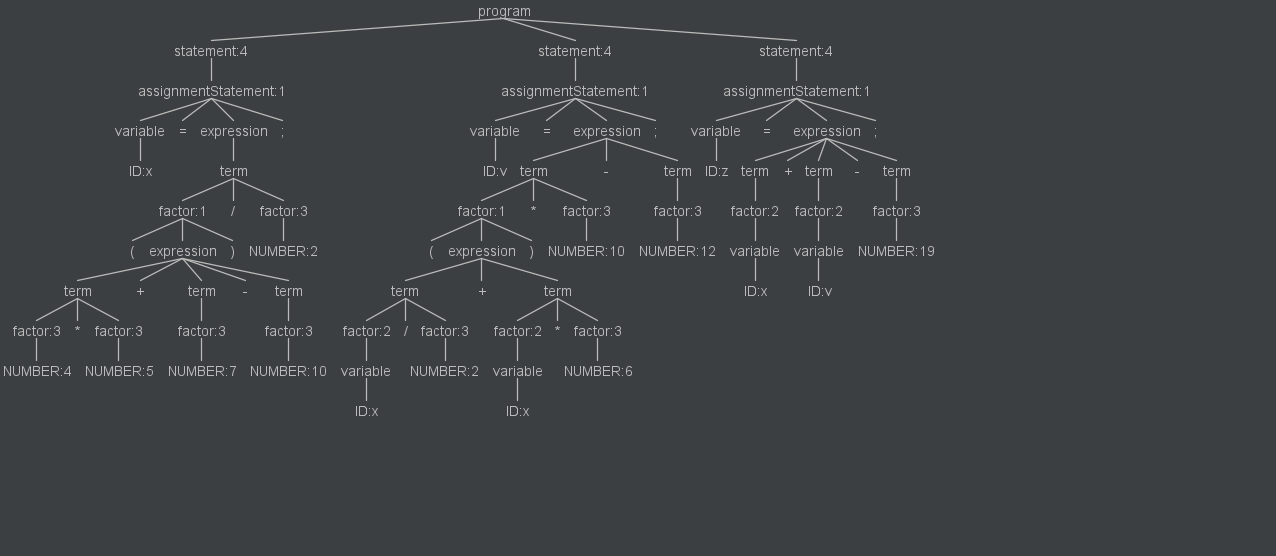 program
statement:4 statement:4 statement:4
assignmentStatement:1 assignmentStatement:1 assignmentStatement:1
variable = expression ; variable = expression ; variable = expression ;
ID:x term ID:v term - term ID:z term + term - term
factor:1 / factor:3 factor:1 * factor:3 factor:3 factor:2 factor:2 factor:3
( expression ) NUMBER:2 ( expression ) NUMBER:10 NUMBER:12 variable variable NUMBER:19
term + term - term term + term ID:x ID:v
factor:3 * factor:3 factor:3 factor:3 factor:2 / factor:3 factor:2 * factor:3
NUMBER:4 NUMBER:5 NUMBER:7 NUMBER:10 variable NUMBER:2 variable NUMBER:6
ID:x ID:x